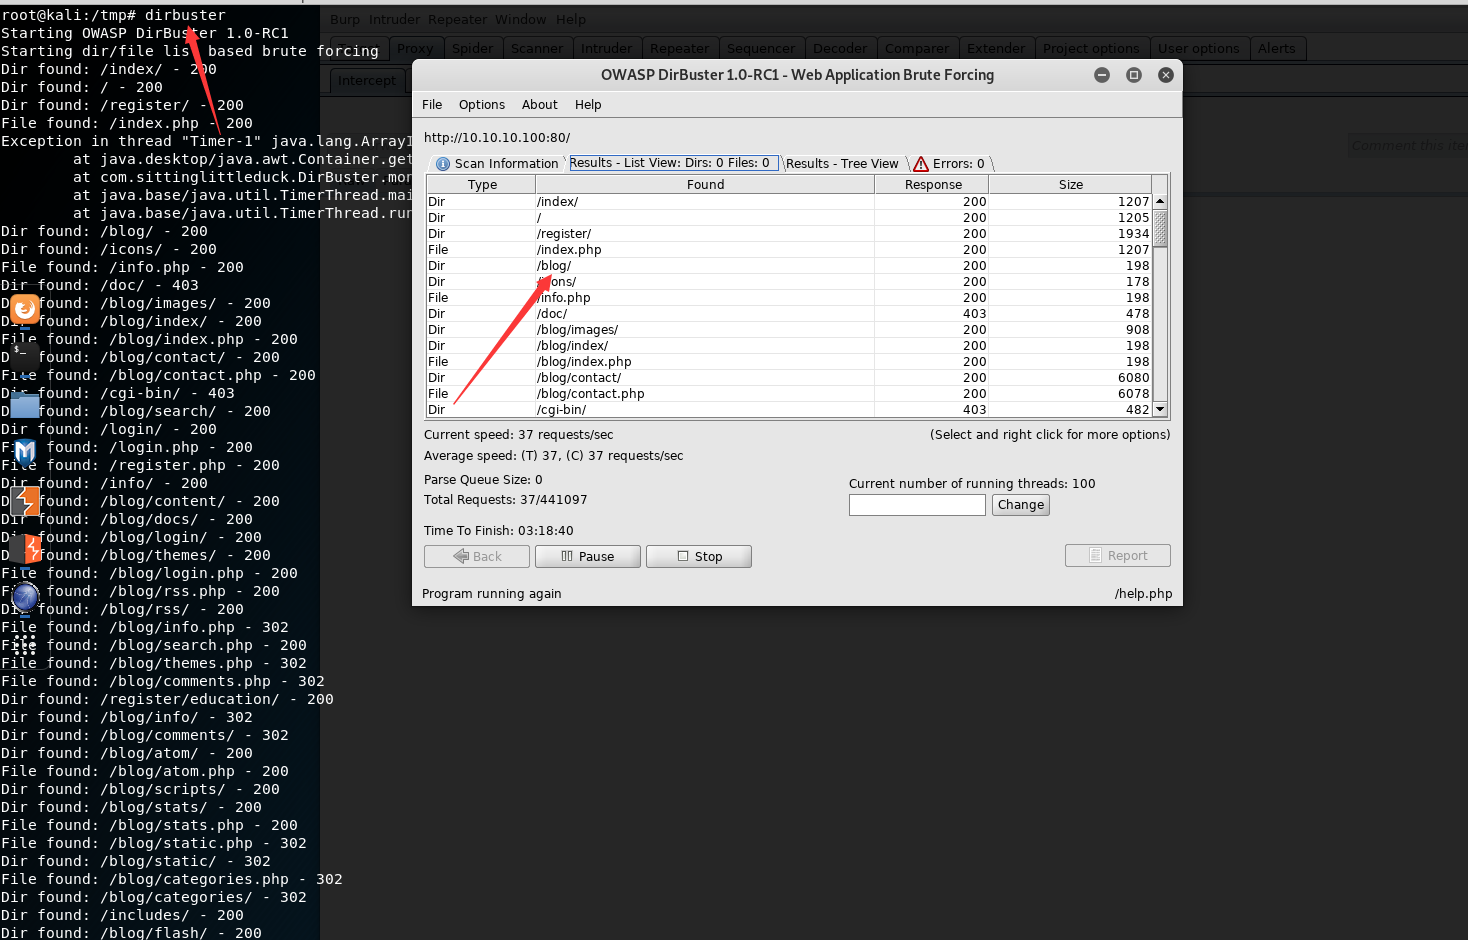 root@kali:/tmp# dirbuster
Starting OWASP DirBuster 1.0-RC1
Starting dir/file lis based brute forcing
Dir found: /index/ - 200
Dir found: / - 200
Dir found: /register/ - 200
File found: /index.php - 200
Exception in thread "Timer-1" java.lang.ArrayI
at java.desktop/java.awt.Container.get
at com.sittinglittleduck.DirBuster.mon
at java.base/java.util.TimerThread.mai
at java.base/java.util.TimerThread.run
Dir found: /blog/ - 200
Dir found: /icons/ - 200
File found: /info.php - 200
Dir found: /doc/ - 403
Dir found: /blog/images/ - 200
Dir found: /blog/index/ - 200
File found: /blog/index.php - 200
Dir found: /blog/contact/ - 200
File found: /blog/contact.php - 200
Dir found: /cgi-bin/ - 403
Dir found: /blog/search/ - 200
Dir found: /login/ - 200
File found: /login.php - 200
File found: /register.php - 200
Dir found: /info/ - 200
Dir found: /blog/content/ - 200
Dir found: /blog/docs/ - 200
Dir found: /blog/login/ - 200
Dir found: /blog/themes/ - 200
File found: /blog/login.php - 200
File found: /blog/rss.php - 200
Dir found: /blog/rss/ - 200
File found: /blog/info.php - 302
File found: /blog/search.php - 200
File found: /blog/themes.php - 302
File found: /blog/comments.php - 302
Dir found: /register/education/ - 200
Dir found: /blog/info/ - 302
Dir found: /blog/comments/ - 302
Dir found: /blog/atom/ - 200
File found: /blog/atom.php - 200
Dir found: /blog/scripts/ - 200
Dir found: /blog/stats/ - 200
File found: /blog/stats.php - 200
File found: /blog/static.php - 302
Dir found: /blog/static/ - 302
File found: /blog/categories.php - 302
Dir found: /blog/categories/ - 302
Dir found: /includes/ - 200
Dir found: /blog/flash/ - 200
Burp Intruder Repeater Window Help
Proxy Spider Scanner Intruder Repeater Sequencer Decoder Comparer Extender Project options User options Alerts
Intercept
Comment this iter
OWASP DirBuster 1.0-RC1 - Web Application Brute Forcing
File Options About Help
http://10.10.10.100:80/
Scan Information Results - List View: Dirs: 0 Files: 0 Results - Tree View Errors: 0
Type Found Response Size
Dir /index/ 200 1207
Dir / 200 1205
Dir /register/ 200 1934
File /index.php 200 1207
Dir /blog/ 200 198
Dir /icons/ 200 178
File /info.php 200 198
Dir /doc/ 403 478
Dir /blog/images/ 200 908
Dir /blog/index/ 200 198
File /blog/index.php 200 198
Dir /blog/contact/ 200 6080
File /blog/contact.php 200 6078
Dir /cgi-bin/ 403 482
Current speed: 37 requests/sec (Select and right click for more options)
Average speed: (T) 37, (C) 37 requests/sec
Parse Queue Size: 0
Total Requests: 37/441097
Current number of running threads: 100
Change
Time To Finish: 03:18:40
Back Pause Stop Report
Program running again /help.php